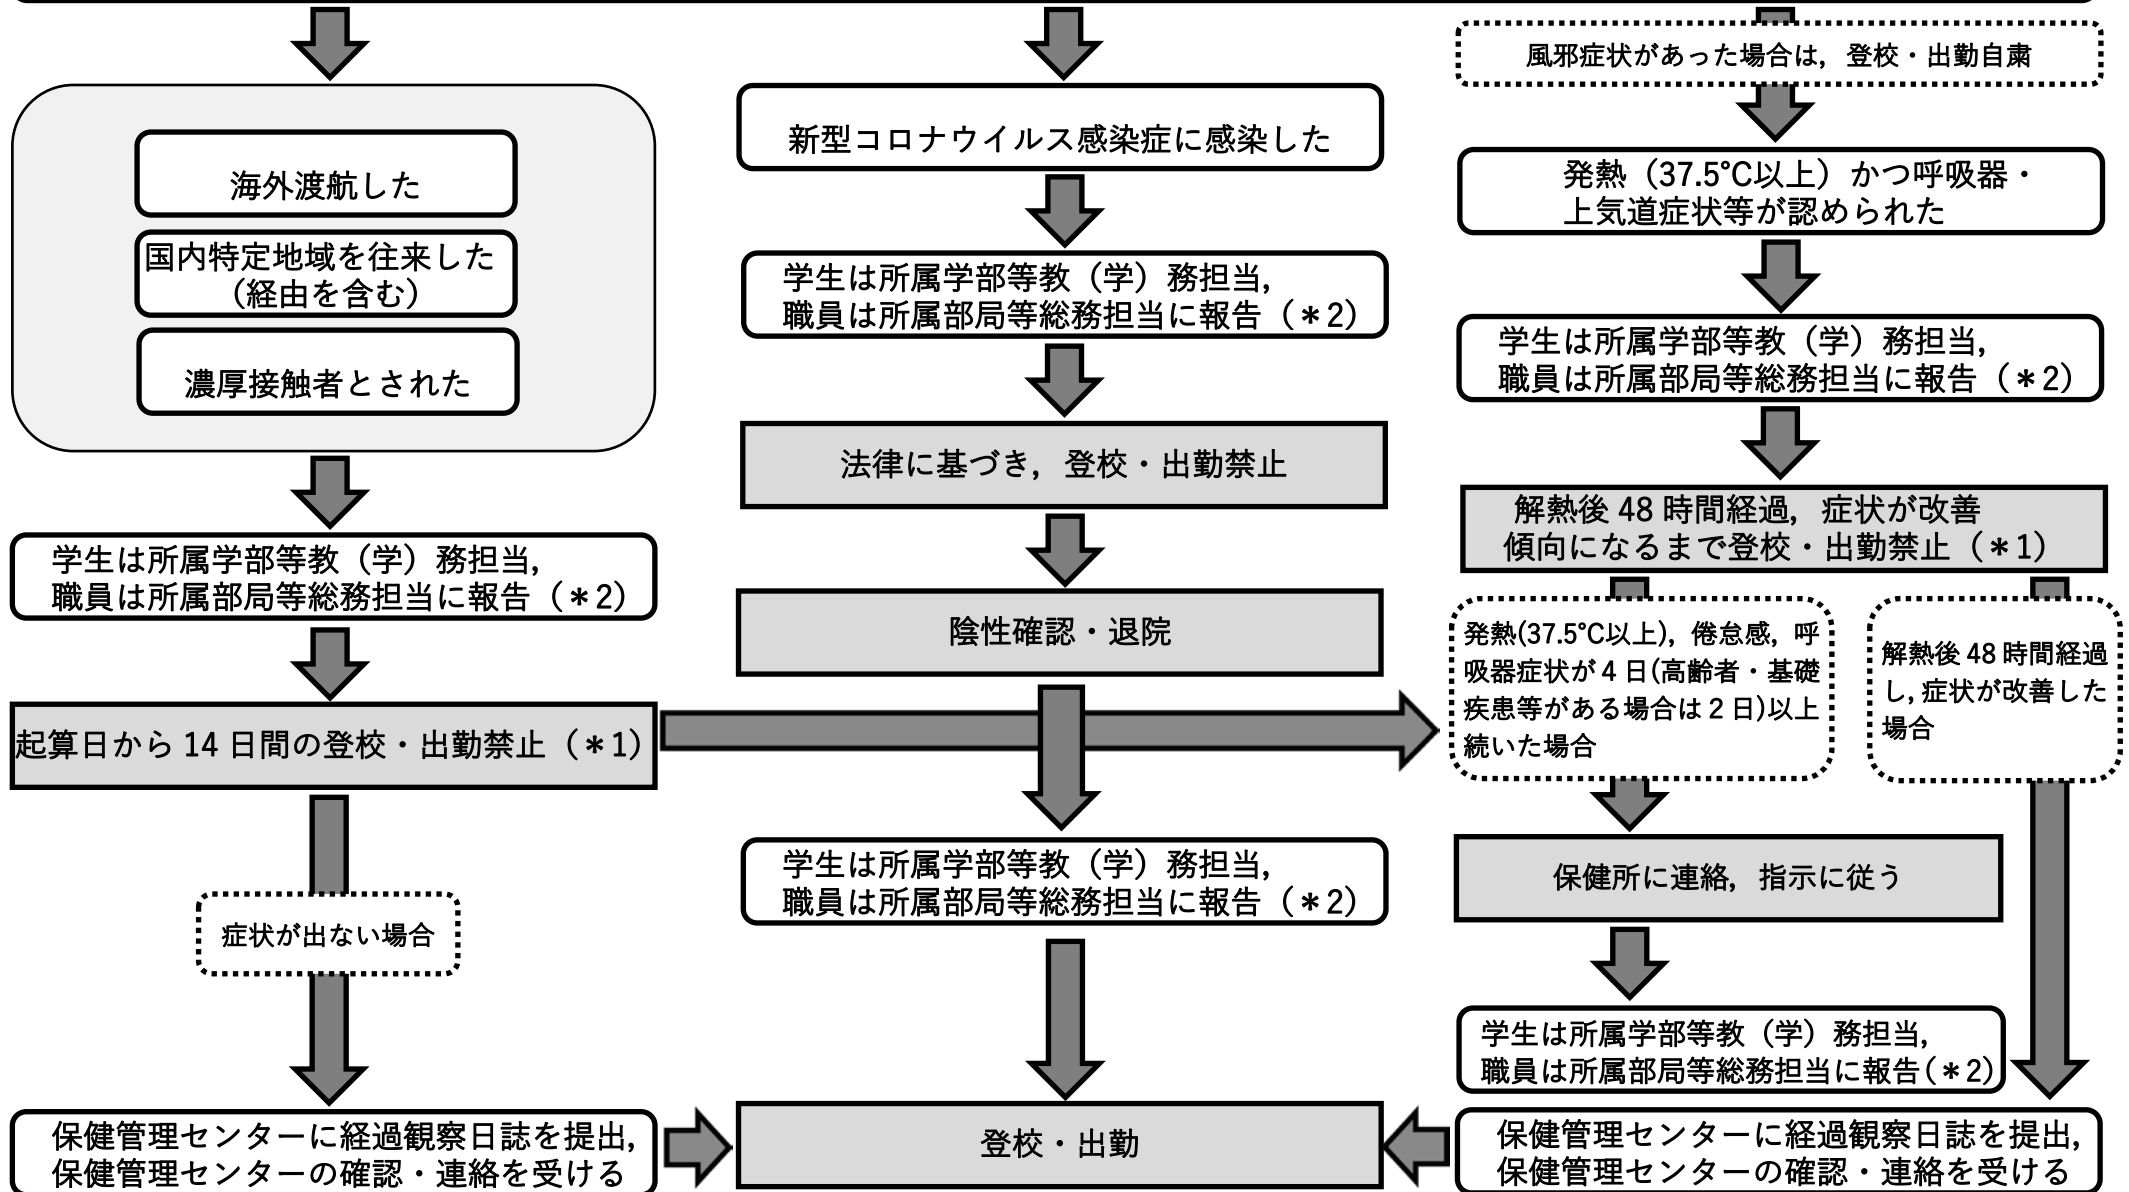 海外渡航した
国内特定地域を往来した
（経由を含む）
濃厚接触者とされた
学生は所属学部等教（学）務担当，
職員は所属部局等総務担当に報告（＊2）
起算日から 14 日間の登校・出勤禁止（＊1）
症状が出ない場合
保健管理センターに経過観察日誌を提出，
保健管理センターの確認・連絡を受ける
新型コロナウイルス感染症に感染した
学生は所属学部等教（学）務担当，
職員は所属部局等総務担当に報告（＊2）
法律に基づき，登校・出勤禁止
陰性確認・退院
学生は所属学部等教（学）務担当，
職員は所属部局等総務担当に報告（＊2）
登校・出勤
風邪症状があった場合は，登校・出勤自粛
発熱（37.5°C以上）かつ呼吸器・
上気道症状等が認められた
学生は所属学部等教（学）務担当，
職員は所属部局等総務担当に報告（＊2）
解熱後 48 時間経過，症状が改善
傾向になるまで登校・出勤禁止（＊1）
発熱(37.5°C以上)，倦怠感，呼
吸器症状が 4 日(高齢者・基礎
疾患等がある場合は 2 日)以上
続いた場合
解熱後 48 時間経過
し，症状が改善した
場合
保健所に連絡，指示に従う
学生は所属学部等教（学）務担当，
職員は所属部局等総務担当に報告(＊2)
保健管理センターに経過観察日誌を提出，
保健管理センターの確認・連絡を受ける